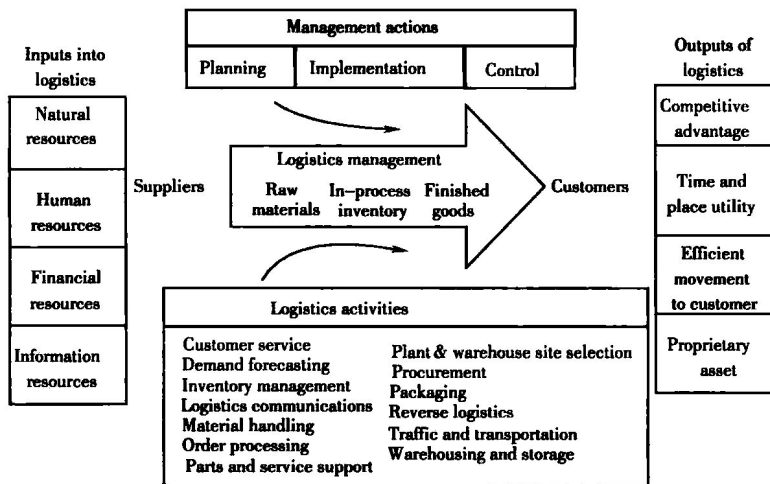 Management actions
Planning
Implementation
Control
Inputs into
logistics
Natural
resources
Human
resources
Financial
resources
Information
resources
Suppliers
Logistics management
Raw
materials
In-process
inventory
Finished
goods
Customers
Outputs of
logistics
Competitive
advantage
Time and
place utility
Efficient
movement
to customer
Proprietary
asset
Logistics activities
Customer service
Demand forecasting
Inventory management
Logistics communications
Material handling
Order processing
Parts and service support
Plant & warehouse site selection
Procurement
Packaging
Reverse logistics
Traffic and transportation
Warehousing and storage